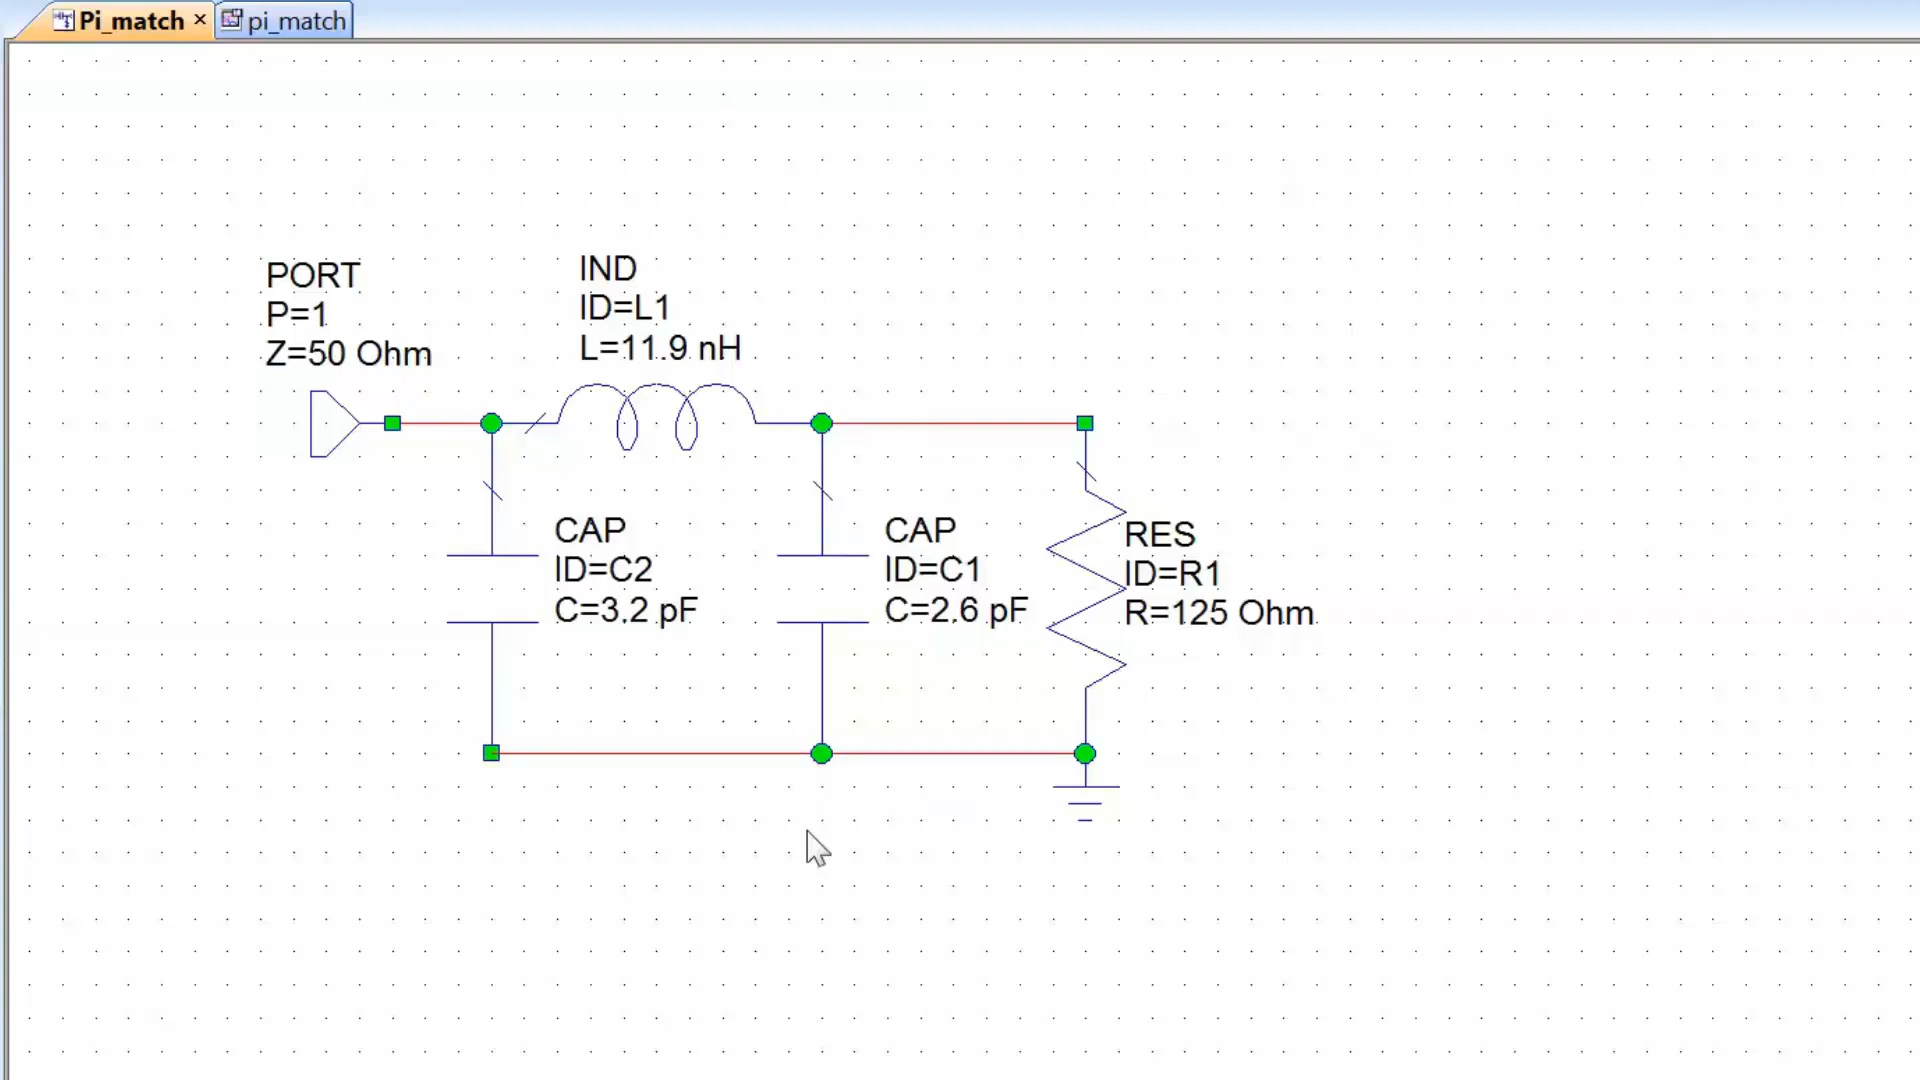 Pi_match
pi_match
PORT
P=1
Z=50 Ohm
IND
ID=L1
L=11.9 nH
CAP
ID=C2
C=3.2 pF
CAP
ID=C1
C=2.6 pF
RES
ID=R1
R=125 Ohm